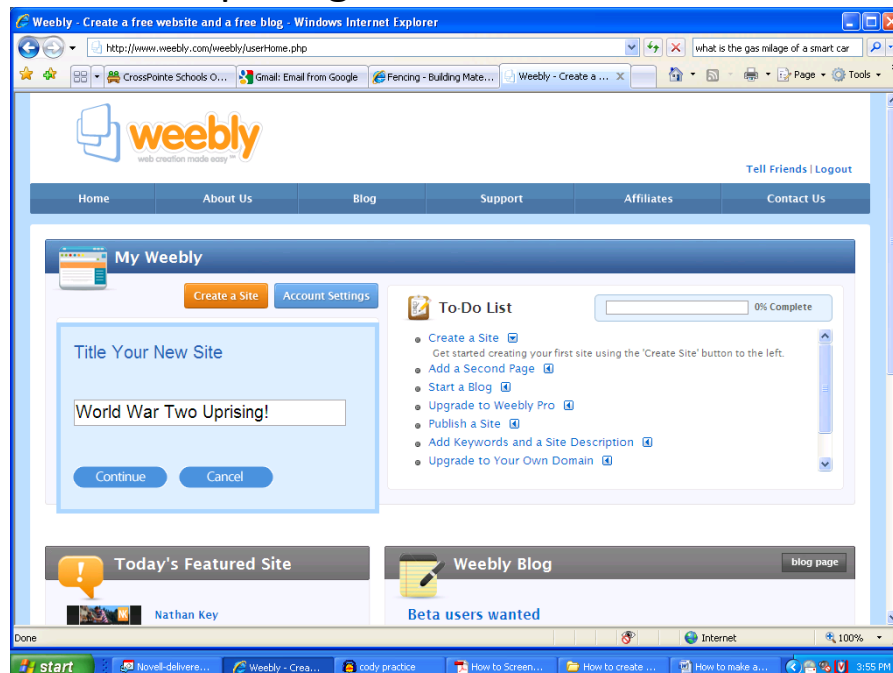 Weebly - Create a free website and a free blog - Windows Internet Explorer
http://www.weebly.com/weebly/userHome.php
what is the gas milage of a smart car
CrossPointe Schools O...
Gmail: Email from Google
Fencing - Building Mate...
Weebly - Create a ...
Page
Tools
weebly
web creation made easy ™
Tell Friends | Logout
Home
About Us
Blog
Support
Affiliates
Contact Us
My Weebly
Create a Site
Account Settings
To-Do List
0% Complete
Title Your New Site
World War Two Uprising!
Continue
Cancel
Create a Site
Get started creating your first site using the 'Create Site' button to the left.
Add a Second Page
Start a Blog
Upgrade to Weebly Pro
Publish a Site
Add Keywords and a Site Description
Upgrade to Your Own Domain
Today's Featured Site
Nathan Key
Weebly Blog
blog page
Beta users wanted
Done
Internet
100%
start
Novell-delivere...
Weebly - Crea...
cody practice
How to Screen...
How to create ...
How to make a...
3:55 PM